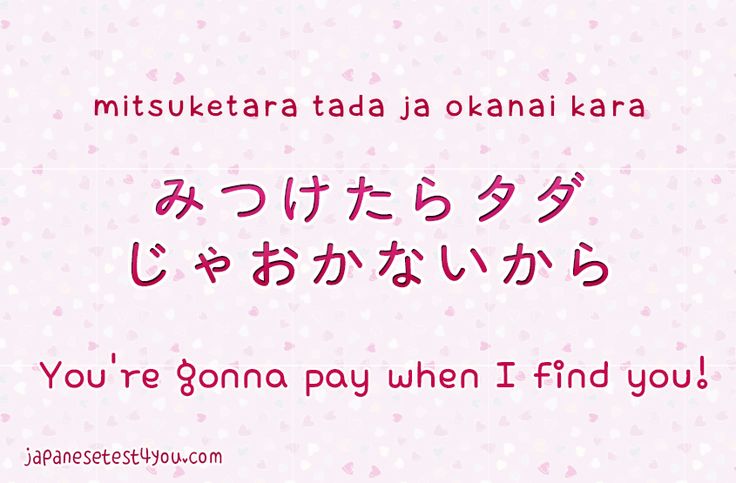 mitsuketara tada ja okanai kara
みつけたらタダ
じゃおかないから
You're gonna pay when I find you!
japanesetest4you.com